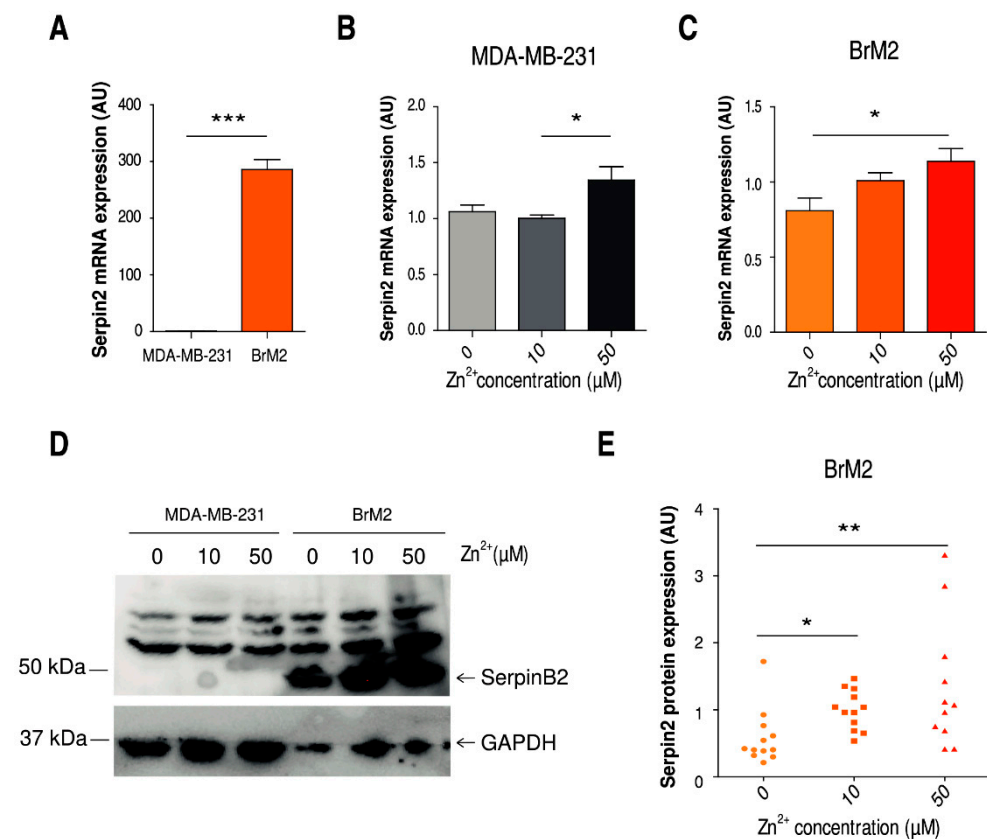 A
Serpin2 mRNA expression (AU)
400
300
200
100
0
***
MDA-MB-231
BrM2
B
MDA-MB-231
Serpin2 mRNA expression (AU)
2.0
1.5
1.0
0.5
0.0
*
0
10
50
Zn²⁺concentration (µM)
C
BrM2
Serpin2 mRNA expression (AU)
1.5
1.0
0.5
0.0
*
0
10
50
Zn²⁺concentration (µM)
D
MDA-MB-231
BrM2
0 10 50 0 10 50 Zn²⁺(µM)
50 kDa
← SerpinB2
37 kDa
← GAPDH
E
BrM2
Serpin2 protein expression (AU)
4
3
2
1
0
**
*
0
10
50
Zn²⁺ concentration (µM)